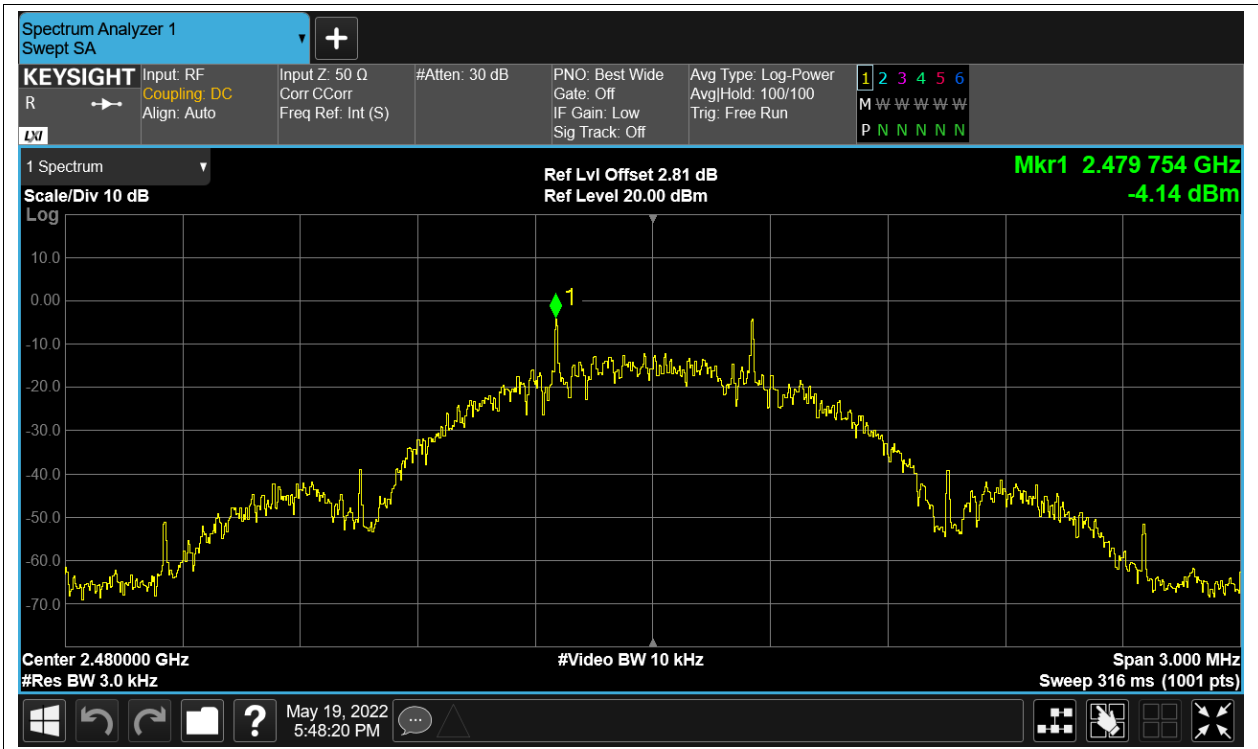 Spectrum Analyzer 1
Swept SA
KEYSIGHT
R
LXI
Input: RF
Coupling: DC
Align: Auto
Input Z: 50 Ω
Corr CCorr
Freq Ref: Int (S)
#Atten: 30 dB
PNO: Best Wide
Gate: Off
IF Gain: Low
Sig Track: Off
Avg Type: Log-Power
Avg|Hold: 100/100
Trig: Free Run
1 2 3 4 5 6
M W W W W W
P N N N N N
1 Spectrum
Scale/Div 10 dB
Log
Ref Lvl Offset 2.81 dB
Ref Level 20.00 dBm
Mkr1 2.479 754 GHz
-4.14 dBm
10.0
0.00
1
-10.0
-20.0
-30.0
-40.0
-50.0
-60.0
-70.0
Center 2.480000 GHz
#Video BW 10 kHz
Span 3.000 MHz
#Res BW 3.0 kHz
Sweep 316 ms (1001 pts)
?
May 19, 2022
5:48:20 PM